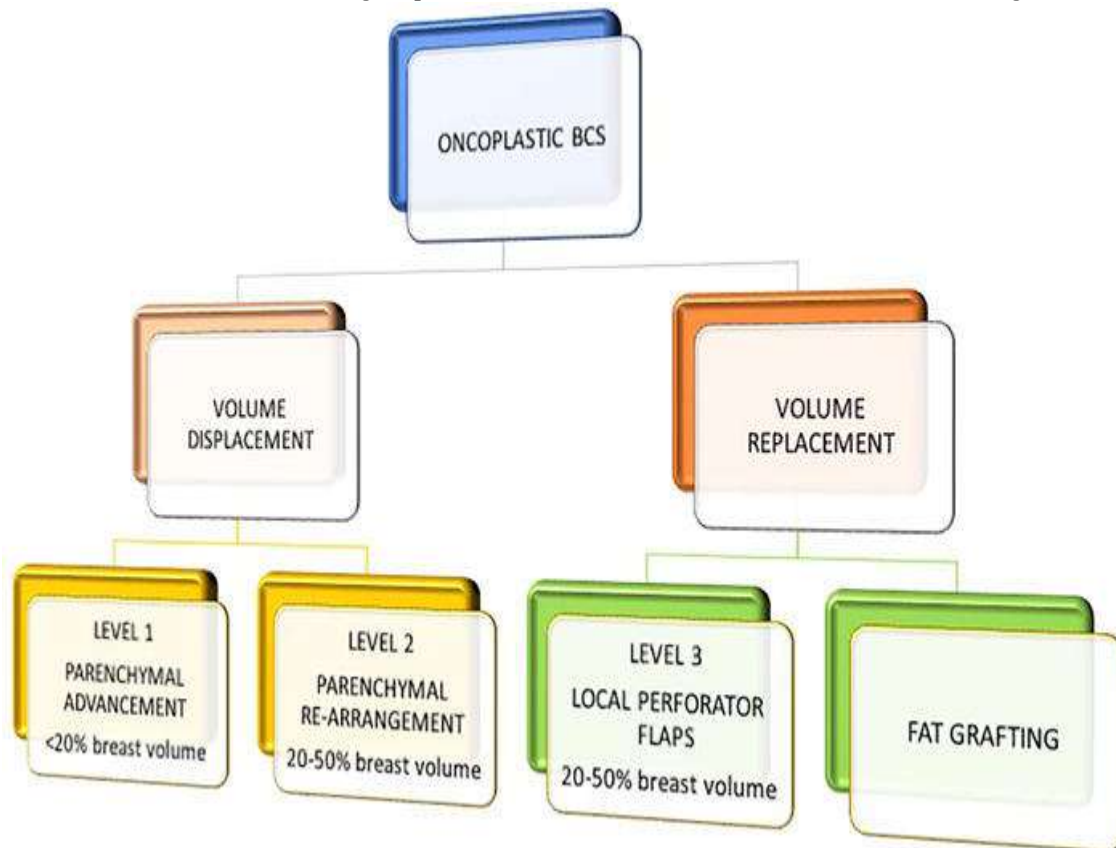 ONCOPLASTIC BCS
VOLUME
DISPLACEMENT
VOLUME
REPLACEMENT
LEVEL 1
PARENCHYMAL
ADVANCEMENT
<20% breast volume
LEVEL 2
PARENCHYMAL
RE-ARRANGEMENT
20-50% breast volume
LEVEL 3
LOCAL PERFORATOR
FLAPS
20-50% breast volume
FAT GRAFTING